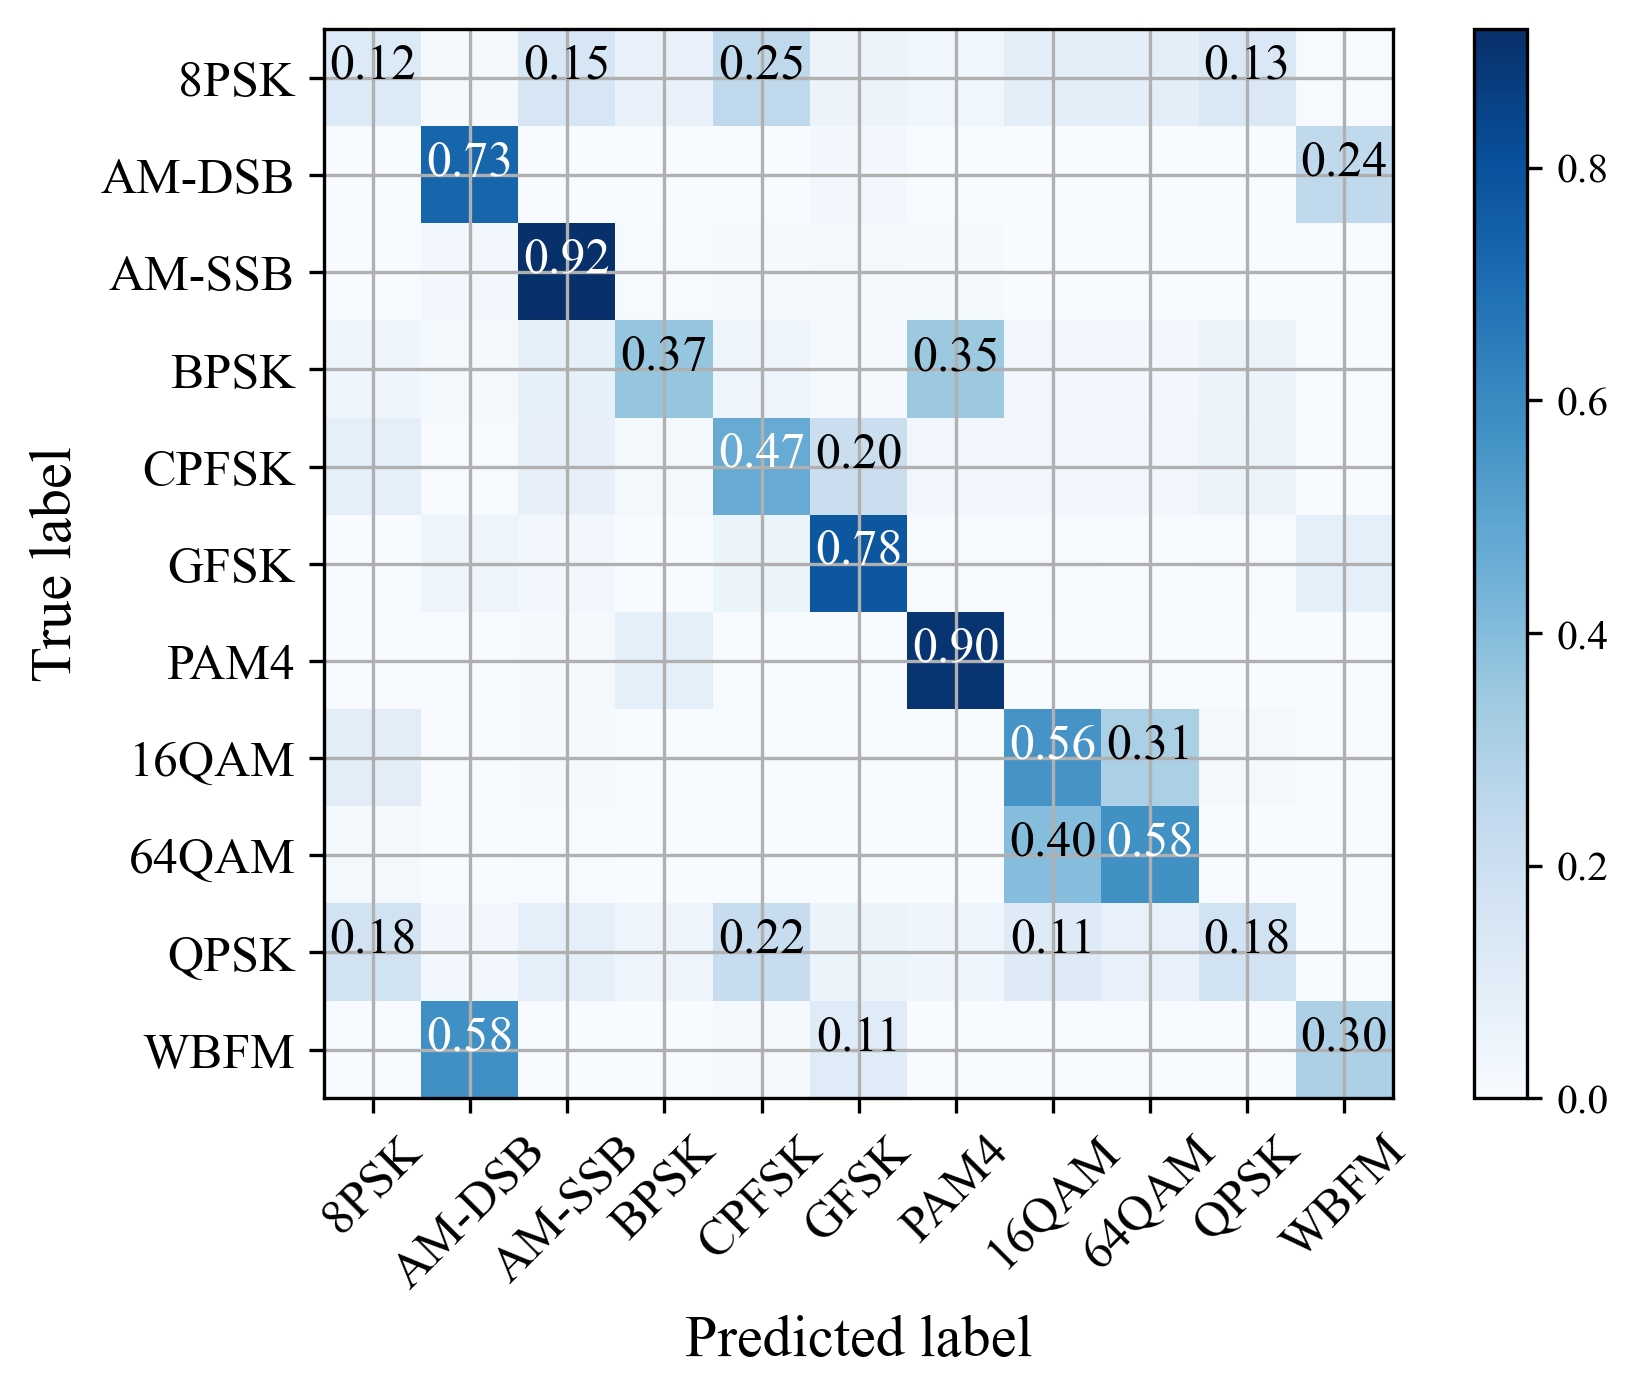 8PSK 0.12 0.15 0.25 0.13
AM-DSB 0.73 0.24 0.8
AM-SSB 0.92
BPSK 0.37 0.35 0.6
CPFSK 0.47 0.20
GFSK 0.78
PAM4 0.90 0.4
16QAM 0.56 0.31
64QAM 0.40 0.58 0.2
QPSK 0.18 0.22 0.11 0.18
WBFM 0.58 0.11 0.30
0.0
True label
8PSK AM-DSB AM-SSB BPSK CPFSK GFSK PAM4 16QAM 64QAM QPSK WBFM
Predicted label